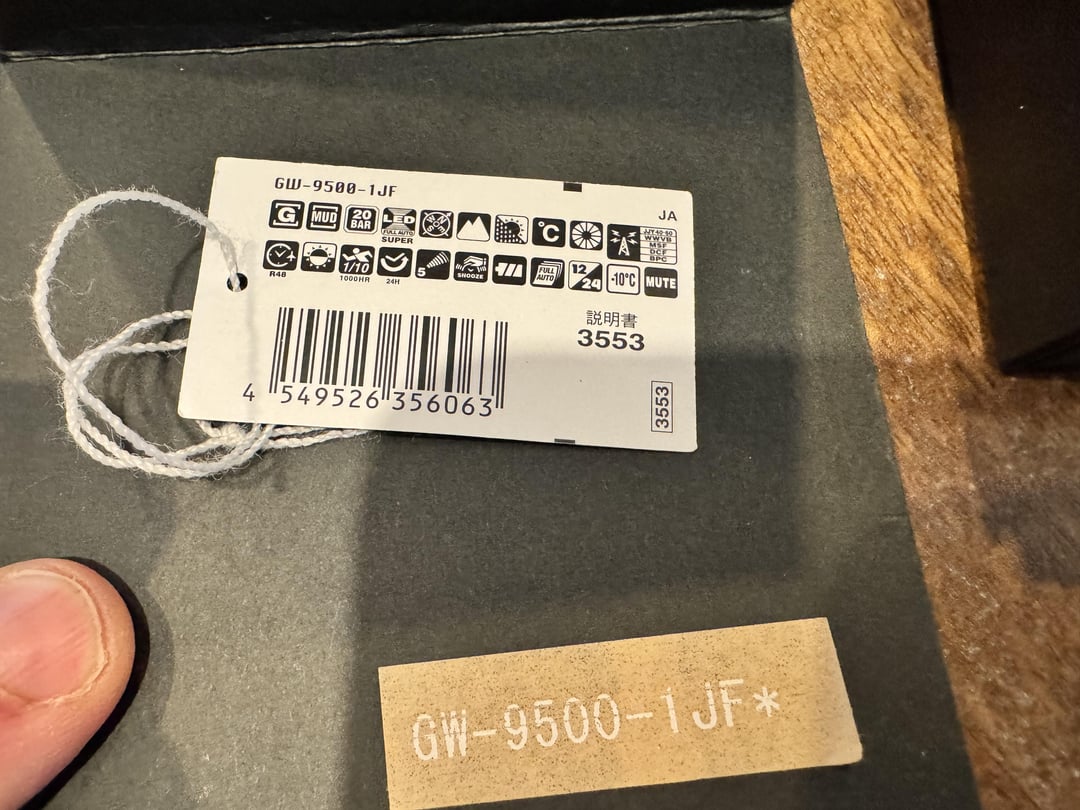 GW-9500-1JF
JA
G MUD 20 BAR LED FULL AUTO SUPER °C JJY 40・60 WWVB MSF DCF BPC
R48 1/10 1000HR 24H 5 SNOOZE FULL AUTO 12/24 -10°C MUTE
説明書
3553
4 549526 356063
3553
GW-9500-1JF*